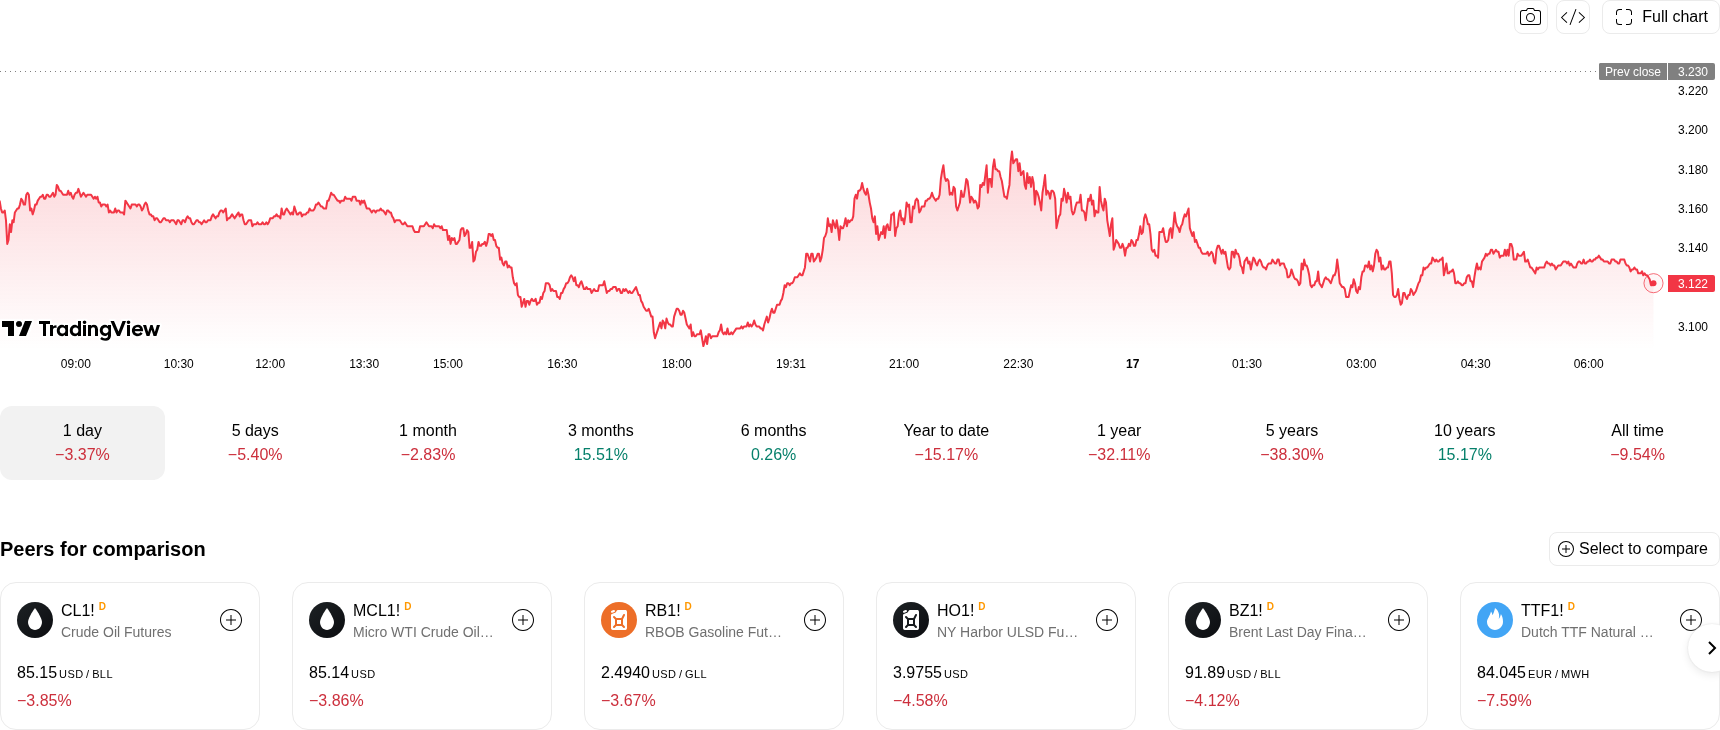 Full chart
Prev close 3.230
3.220
3.200
3.180
3.160
3.140
3.122
3.100
TradingView
09:00 10:30 12:00 13:30 15:00 16:30 18:00 19:31 21:00 22:30 17 01:30 03:00 04:30 06:00
1 day 5 days 1 month 3 months 6 months Year to date 1 year 5 years 10 years All time
−3.37% −5.40% −2.83% 15.51% 0.26% −15.17% −32.11% −38.30% 15.17% −9.54%
Peers for comparison
Select to compare
CL1! D
Crude Oil Futures
85.15 USD / BLL
−3.85%
MCL1! D
Micro WTI Crude Oil…
85.14 USD
−3.86%
RB1! D
RBOB Gasoline Fut…
2.4940 USD / GLL
−3.67%
HO1! D
NY Harbor ULSD Fu…
3.9755 USD
−4.58%
BZ1! D
Brent Last Day Fina…
91.89 USD / BLL
−4.12%
TTF1! D
Dutch TTF Natural …
84.045 EUR / MWH
−7.59%